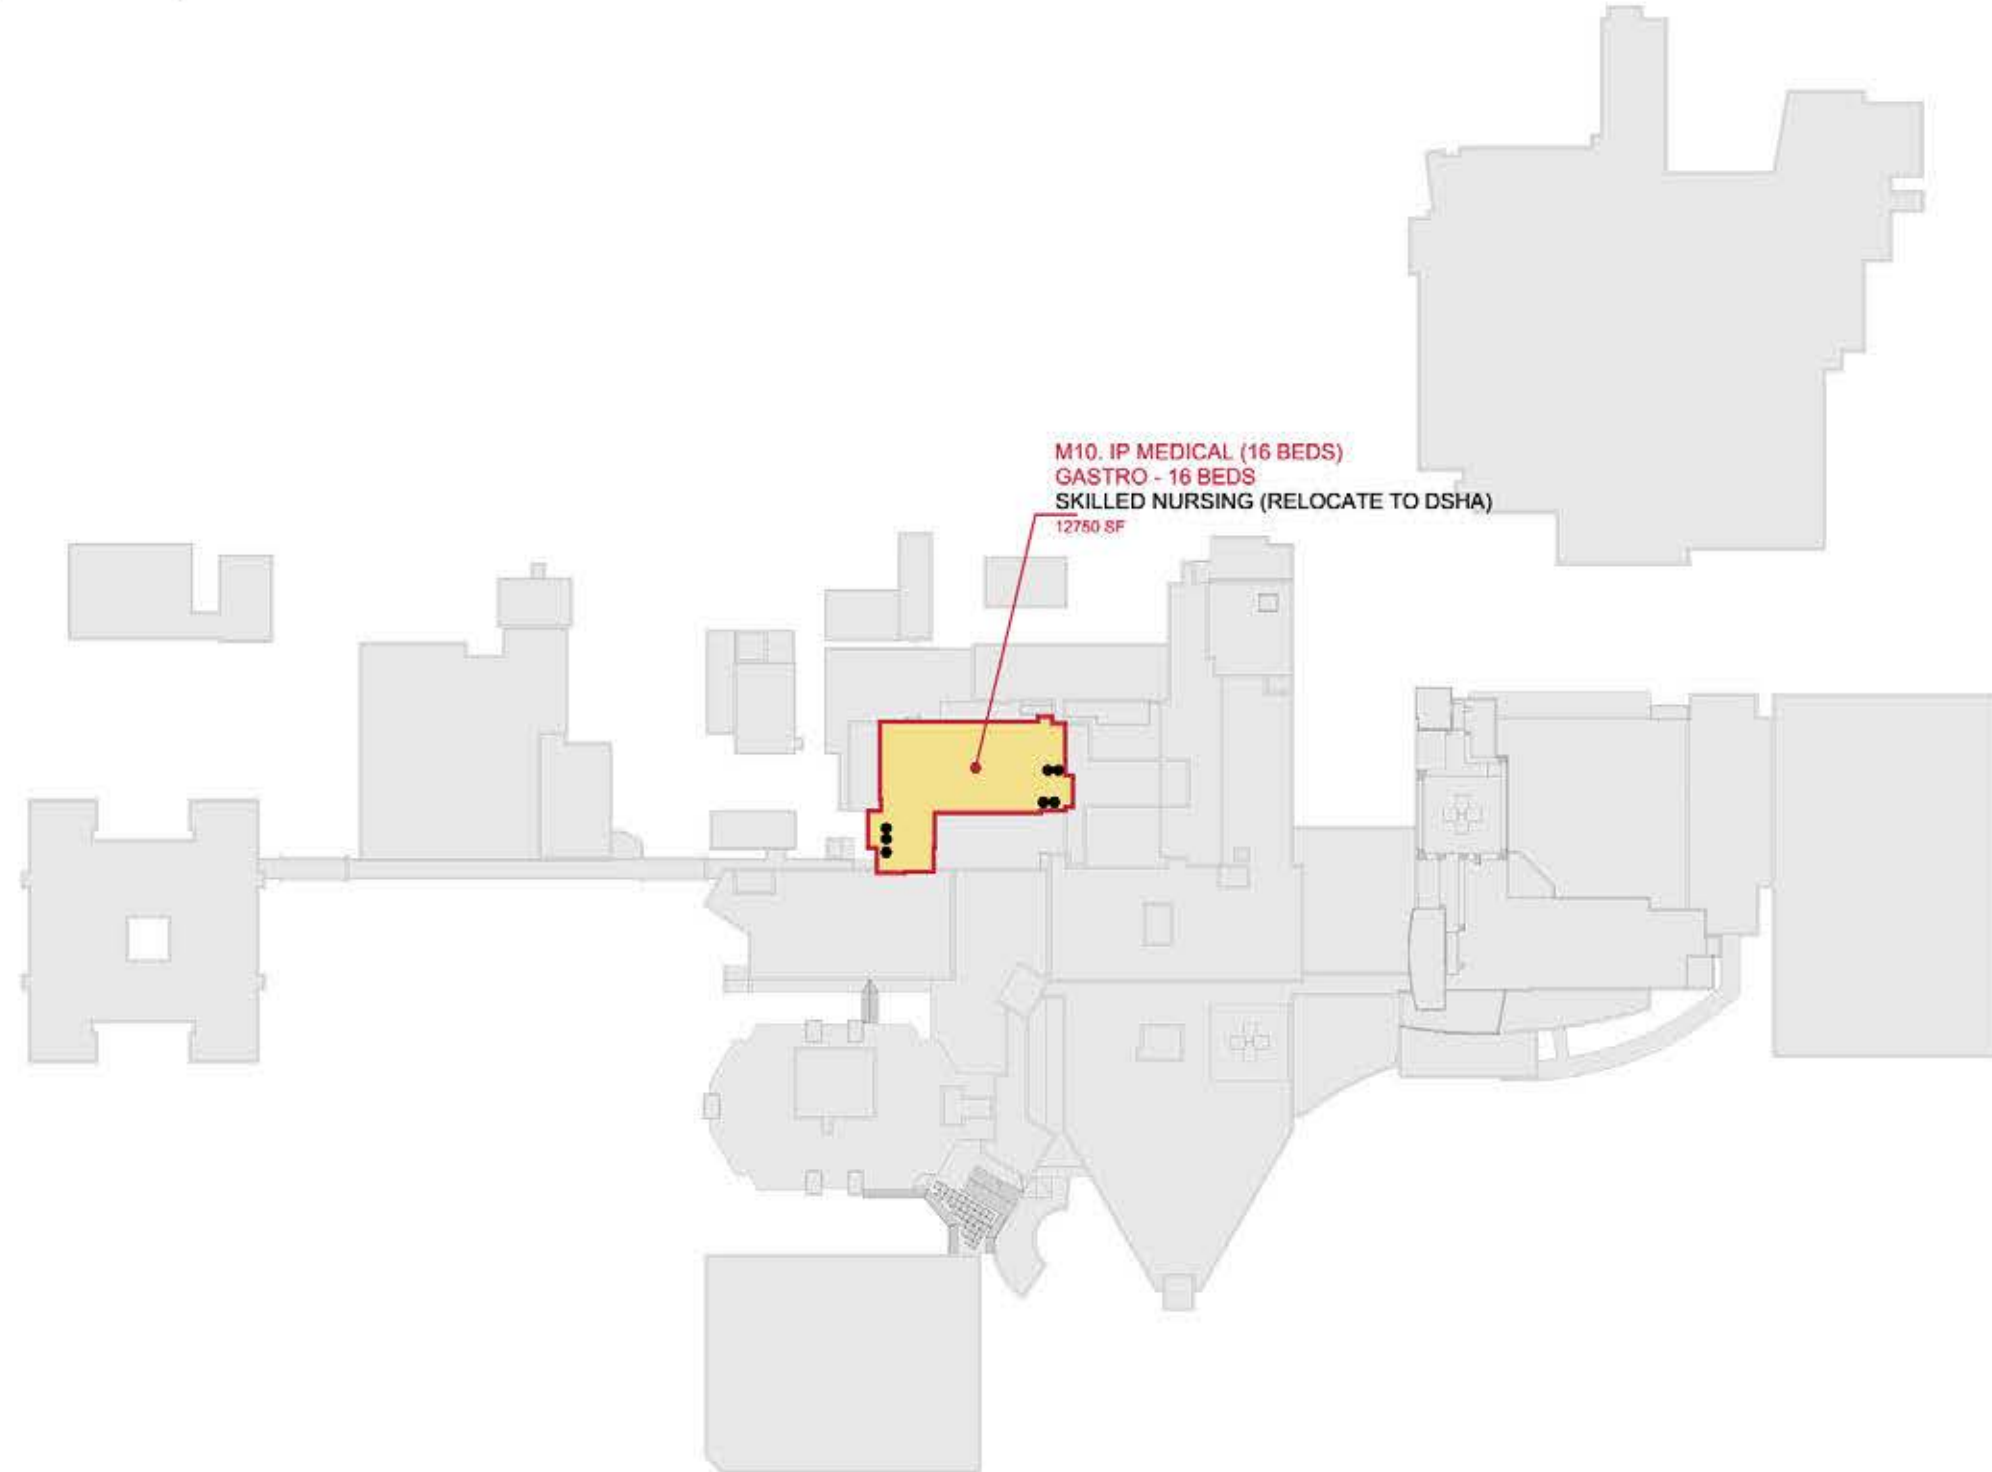 M10. IP MEDICAL (16 BEDS)
GASTRO - 16 BEDS
SKILLED NURSING (RELOCATE TO DSHA)
12750 SF